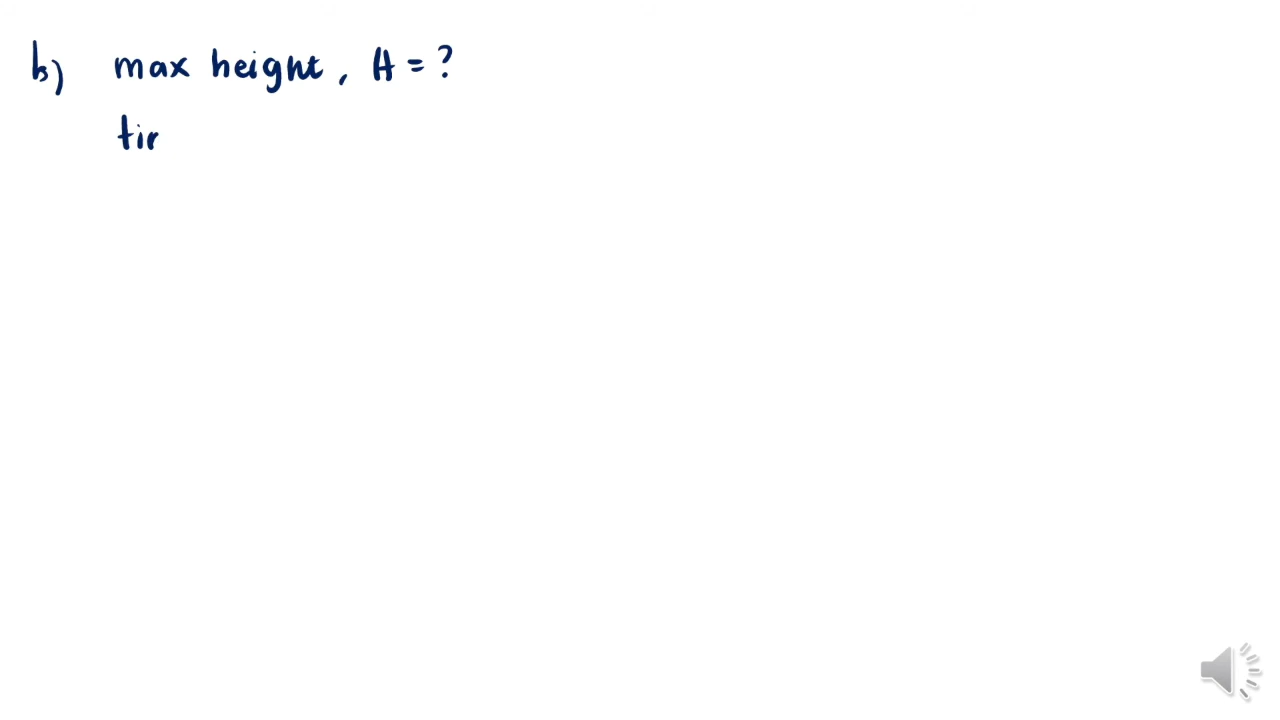 b) max height, H = ?
tir